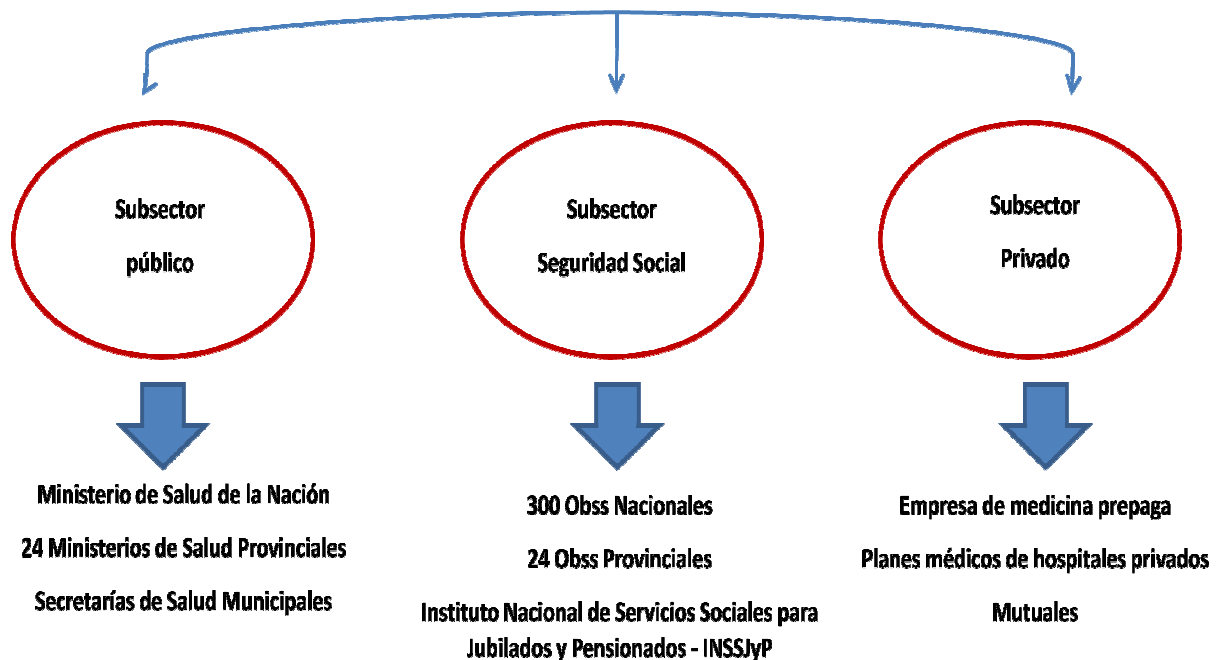 Subsector
público
Subsector
Seguridad Social
Subsector
Privado
Ministerio de Salud de la Nación
24 Ministerios de Salud Provinciales
Secretarías de Salud Municipales
300 Obss Nacionales
24 Obss Provinciales
Instituto Nacional de Servicios Sociales para
Jubilados y Pensionados - INSSJyP
Empresa de medicina prepaga
Planes médicos de hospitales privados
Mutuales